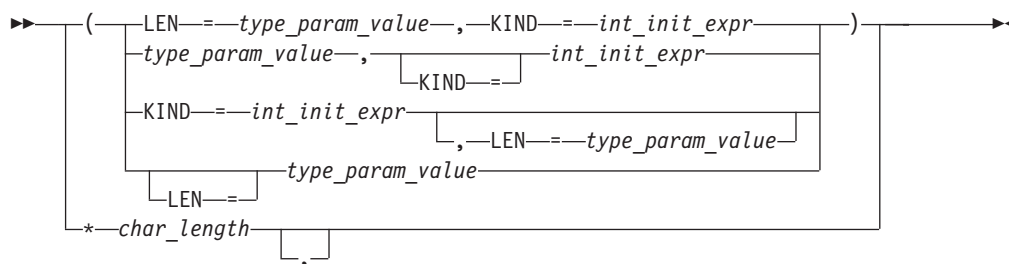 ( LEN = type_param_value , KIND = int_init_expr )
type_param_value , int_init_expr
KIND =
KIND = int_init_expr
, LEN = type_param_value
type_param_value
LEN =
* char_length
,